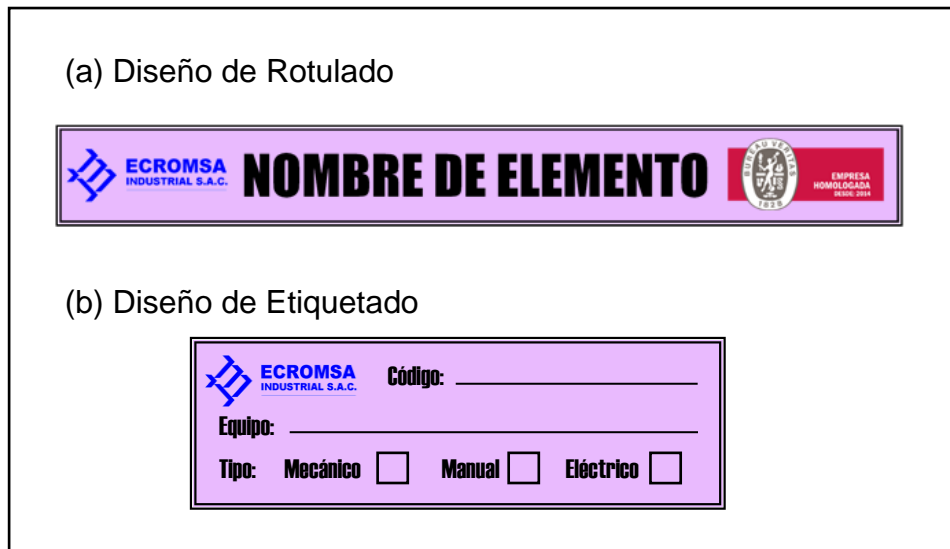 (a) Diseño de Rotulado
ECROMSA
INDUSTRIAL S.A.C.
NOMBRE DE ELEMENTO
BUREAU VERITAS
1828
EMPRESA
HOMOLOGADA
DESDE: 2014
(b) Diseño de Etiquetado
ECROMSA
INDUSTRIAL S.A.C.
Código:
Equipo:
Tipo: Mecánico Manual Eléctrico